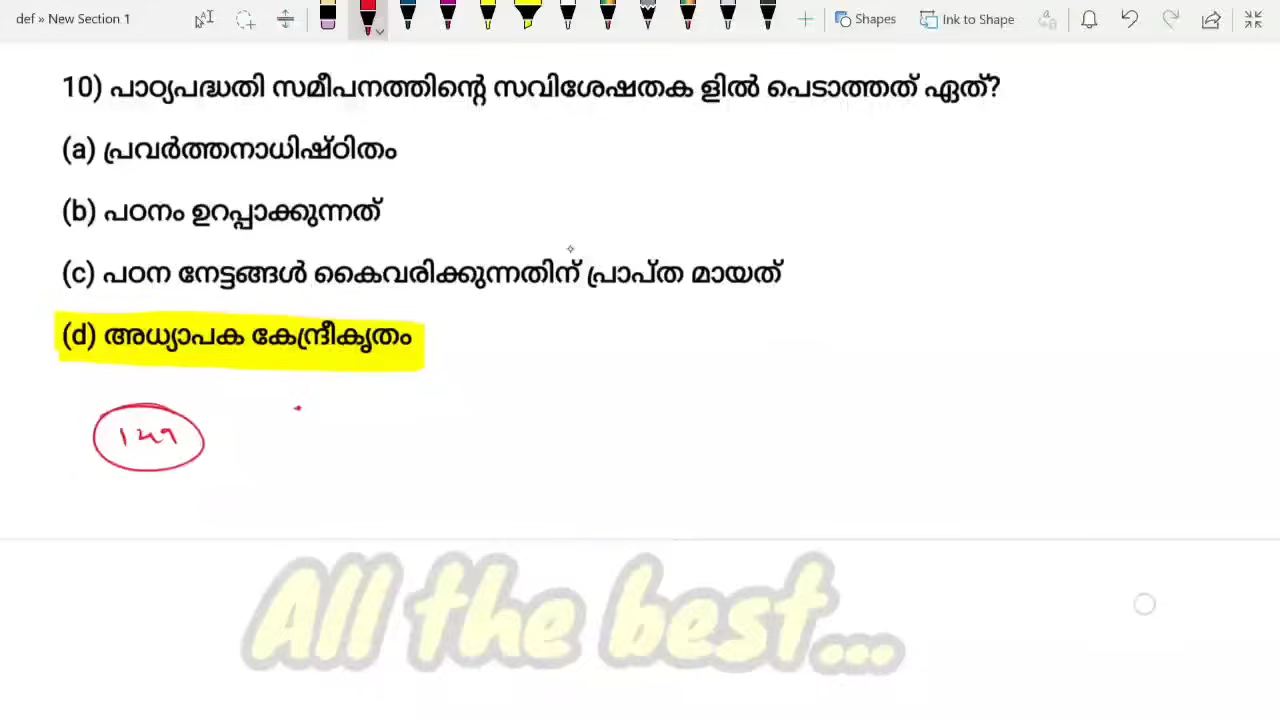 def » New Section 1
Shapes
Ink to Shape
10) പാഠ്യപദ്ധതി സമീപനത്തിന്റെ സവിശേഷതക ളിൽ പെടാത്തത് ഏത്?
(a) പ്രവർത്തനാധിഷ്ഠിതം
(b) പഠനം ഉറപ്പാക്കുന്നത്
(c) പഠന നേട്ടങ്ങൾ കൈവരിക്കുന്നതിന് പ്രാപ്ത മായത്
(d) അധ്യാപക കേന്ദ്രീകൃതം
All the best...